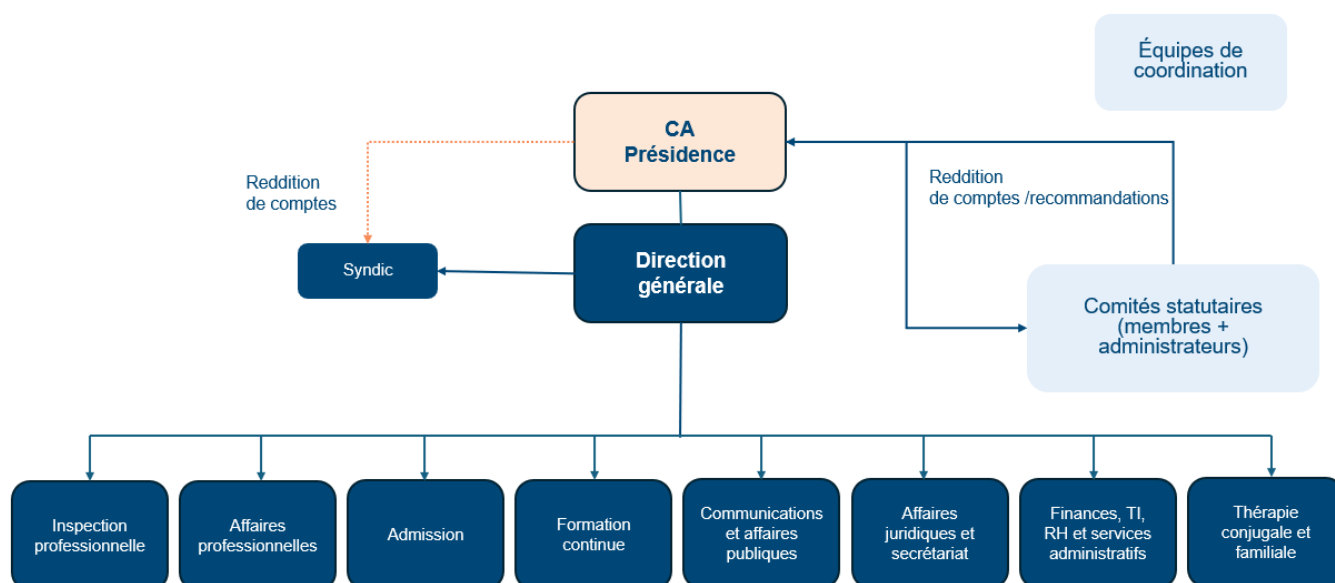 Équipes de
coordination
CA
Présidence
Reddition
de comptes
Reddition
de comptes /recommandations
Syndic
Direction
générale
Comités statutaires
(membres +
administrateurs)
Inspection
professionnelle
Affaires
professionnelles
Admission
Formation
continue
Communications
et affaires
publiques
Affaires
juridiques et
secrétariat
Finances, TI,
RH et services
administratifs
Thérapie
conjugale et
familiale